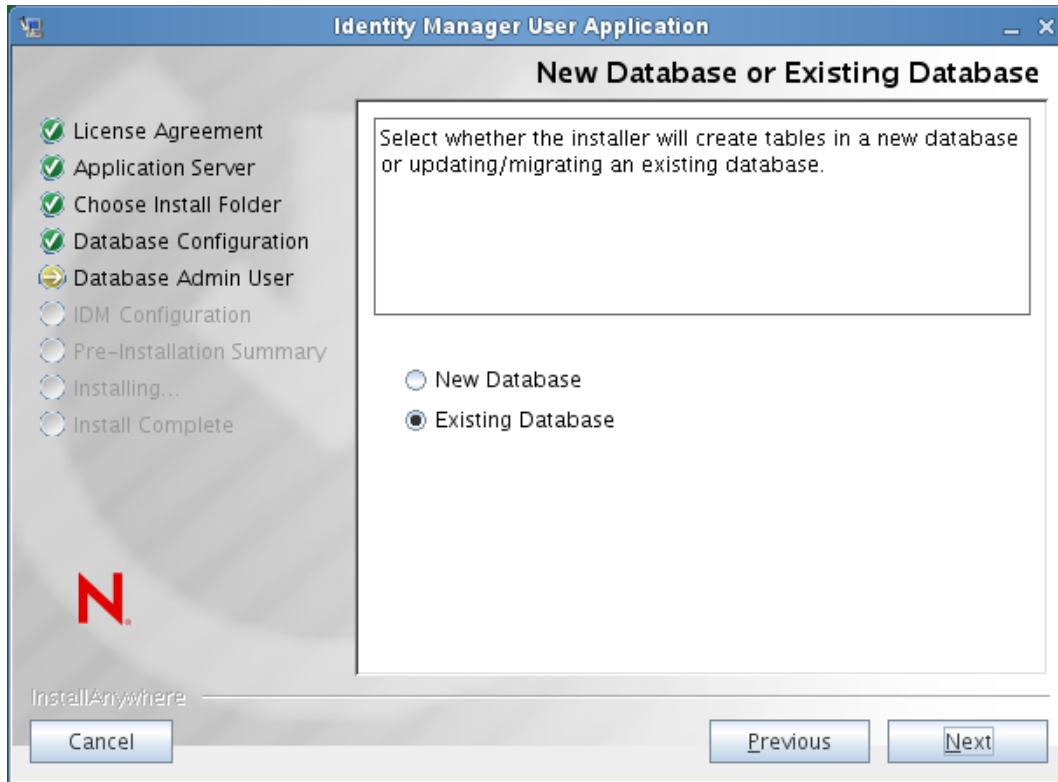 Identity Manager User Application
New Database or Existing Database
License Agreement
Application Server
Choose Install Folder
Database Configuration
Database Admin User
IDM Configuration
Pre-Installation Summary
Installing...
Install Complete
Select whether the installer will create tables in a new database
or updating/migrating an existing database.
New Database
Existing Database
N
InstallAnywhere
Cancel
Previous
Next